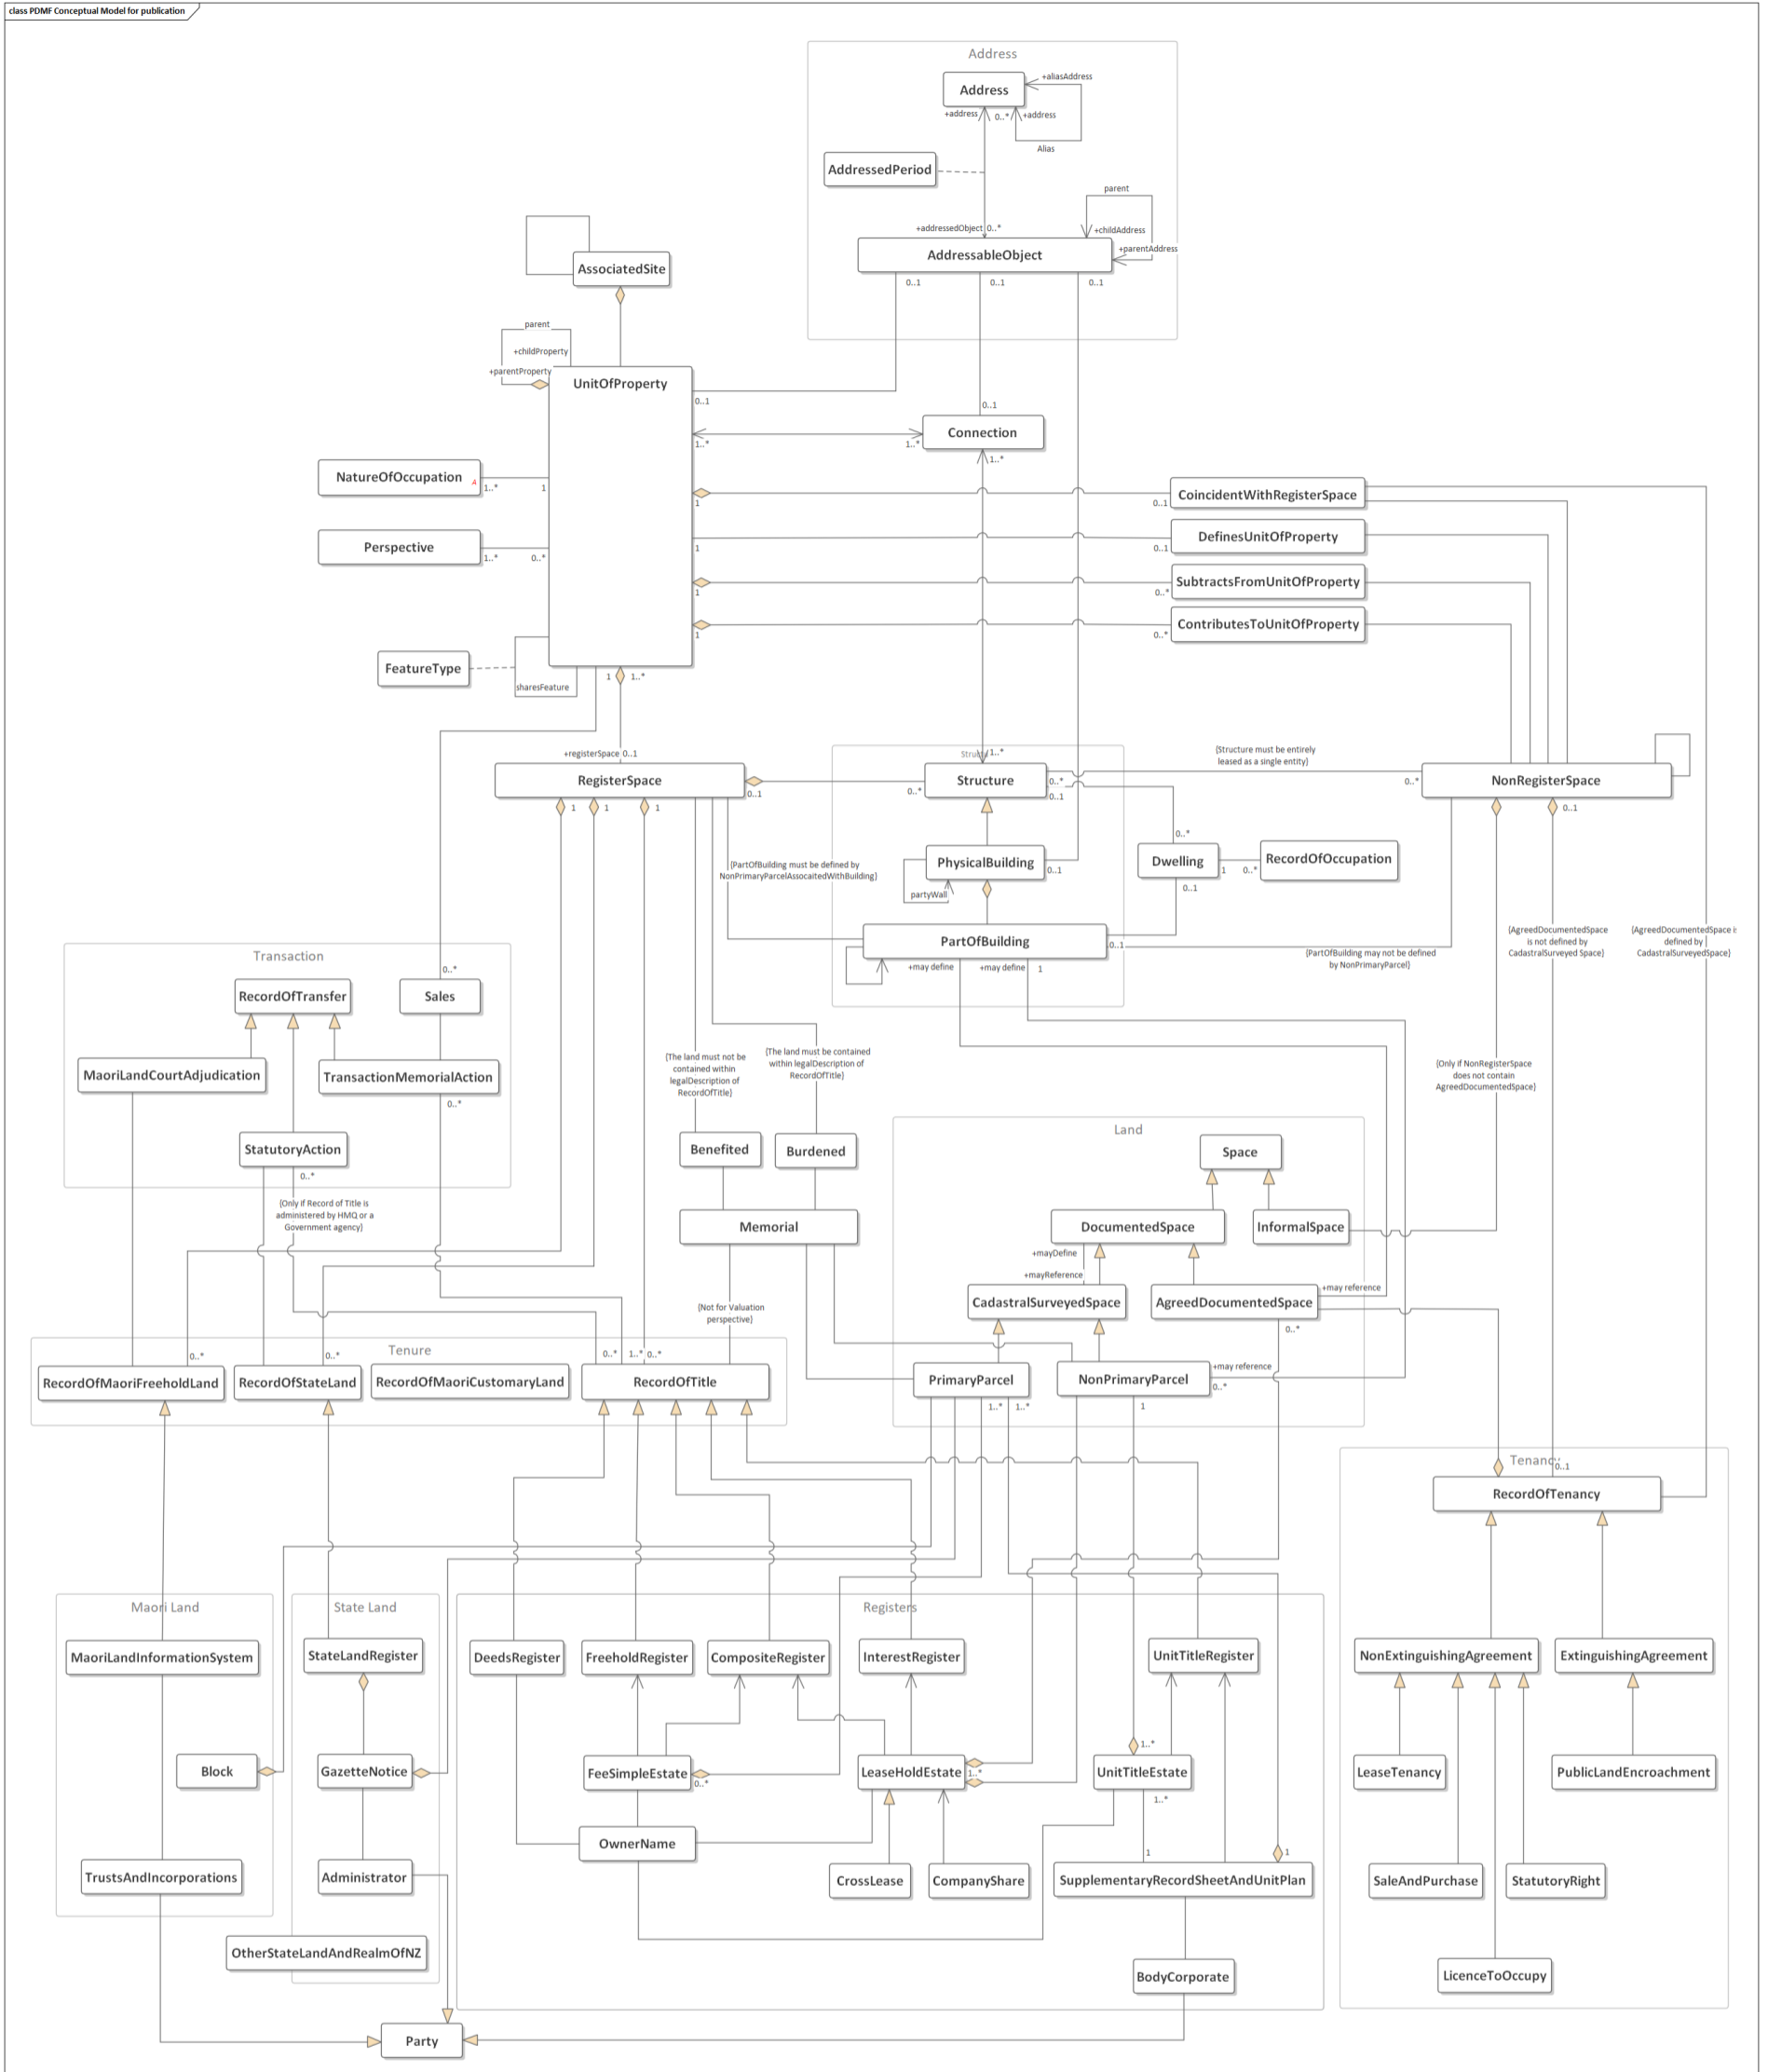 class PDMF Conceptual Model for publication
Address
Address
+aliasAddress
+address
0..*
+address
Alias
AddressedPeriod
parent
+addressedObject
0..*
+childAddress
+parentAddress
AddressableObject
0..1
0..1
0..1
AssociatedSite
parent
+childProperty
+parentProperty
UnitOfProperty
0..1
0..1
Connection
1..*
1..*
1..*
NatureOfOccupation
1..*
1
1
0..1
CoincidentWithRegisterSpace
Perspective
1..*
0..*
1
0..1
DefinesUnitOfProperty
1
0..*
SubtractsFromUnitOfProperty
1
0..*
ContributesToUnitOfProperty
FeatureType
sharesFeature
1
1..*
+registerSpace
0..1
RegisterSpace
0..1
0..*
1
1
1
1..*
Structure
0..*
0..1
{Structure must be entirely
leased as a single entity}
0..*
NonRegisterSpace
0..1
{PartOfBuilding must be defined by
NonPrimaryParcelAssocaitedWithBuilding}
PhysicalBuilding
0..1
partyWall
0..*
Dwelling
1
0..*
RecordOfOccupation
0..1
PartOfBuilding
0..1
+may define
+may define
1
{PartOfBuilding may not be defined
by NonPrimaryParcel}
{AgreedDocumentedSpace
is not defined by
CadastralSurveyed Space}
defined by
CadastralSurveyedSpace}
Transaction
0..*
RecordOfTransfer
Sales
MaoriLandCourtAdjudication
TransactionMemorialAction
0..*
StatutoryAction
0..*
{Only if Record of Title is
administered by HMQ or a
Government agency}
{The land must not be
contained within
legalDescription of
RecordOfTitle}
{The land must be contained
within legalDescription of
RecordOfTitle}
{Only if NonRegisterSpace
does not contain
AgreedDocumentedSpace}
Benefited
Burdened
Memorial
{Not for Valuation
perspective}
Land
Space
DocumentedSpace
InformalSpace
+mayDefine
+mayReference
CadastralSurveyedSpace
AgreedDocumentedSpace
+may reference
0..*
PrimaryParcel
1..*
1..*
NonPrimaryParcel
+may reference
0..*
1
Tenure
0..*
0..*
0..*
1..*
0..*
RecordOfMaoriFreeholdLand
RecordOfStateLand
RecordOfMaoriCustomaryLand
RecordOfTitle
Tenancy
0..1
RecordOfTenancy
NonExtinguishingAgreement
ExtinguishingAgreement
LeaseTenancy
PublicLandEncroachment
SaleAndPurchase
StatutoryRight
LicenceToOccupy
Maori Land
MaoriLandInformationSystem
Block
TrustsAndIncorporations
State Land
StateLandRegister
GazetteNotice
Administrator
OtherStateLandAndRealmOfNZ
Registers
DeedsRegister
FreeholdRegister
CompositeRegister
InterestRegister
UnitTitleRegister
FeeSimpleEstate
0..*
LeaseHoldEstate
1..*
1..*
UnitTitleEstate
1..*
OwnerName
CrossLease
CompanyShare
1
1
SupplementaryRecordSheetAndUnitPlan
BodyCorporate
Party